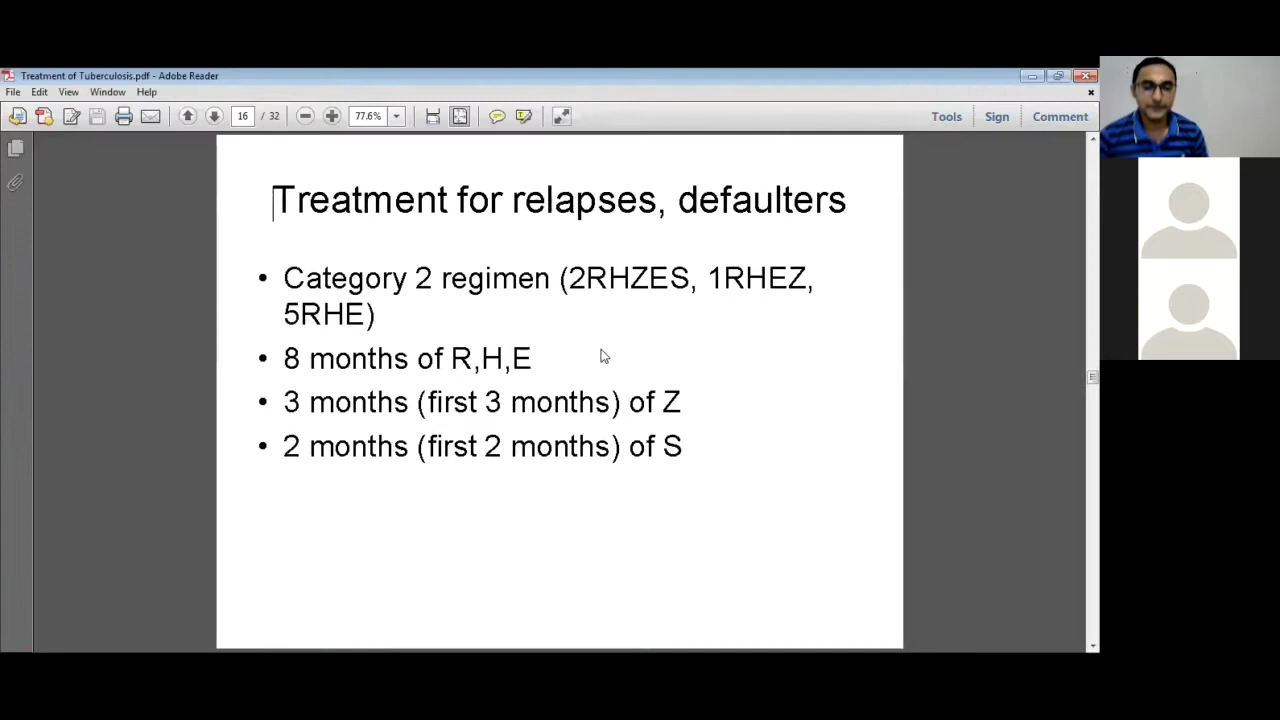 Treatment of Tuberculosis.pdf - Adobe Reader
File Edit View Window Help
16 / 32 77.6% Tools Sign Comment
Treatment for relapses, defaulters
• Category 2 regimen (2RHZES, 1RHEZ,
5RHE)
• 8 months of R,H,E
• 3 months (first 3 months) of Z
• 2 months (first 2 months) of S